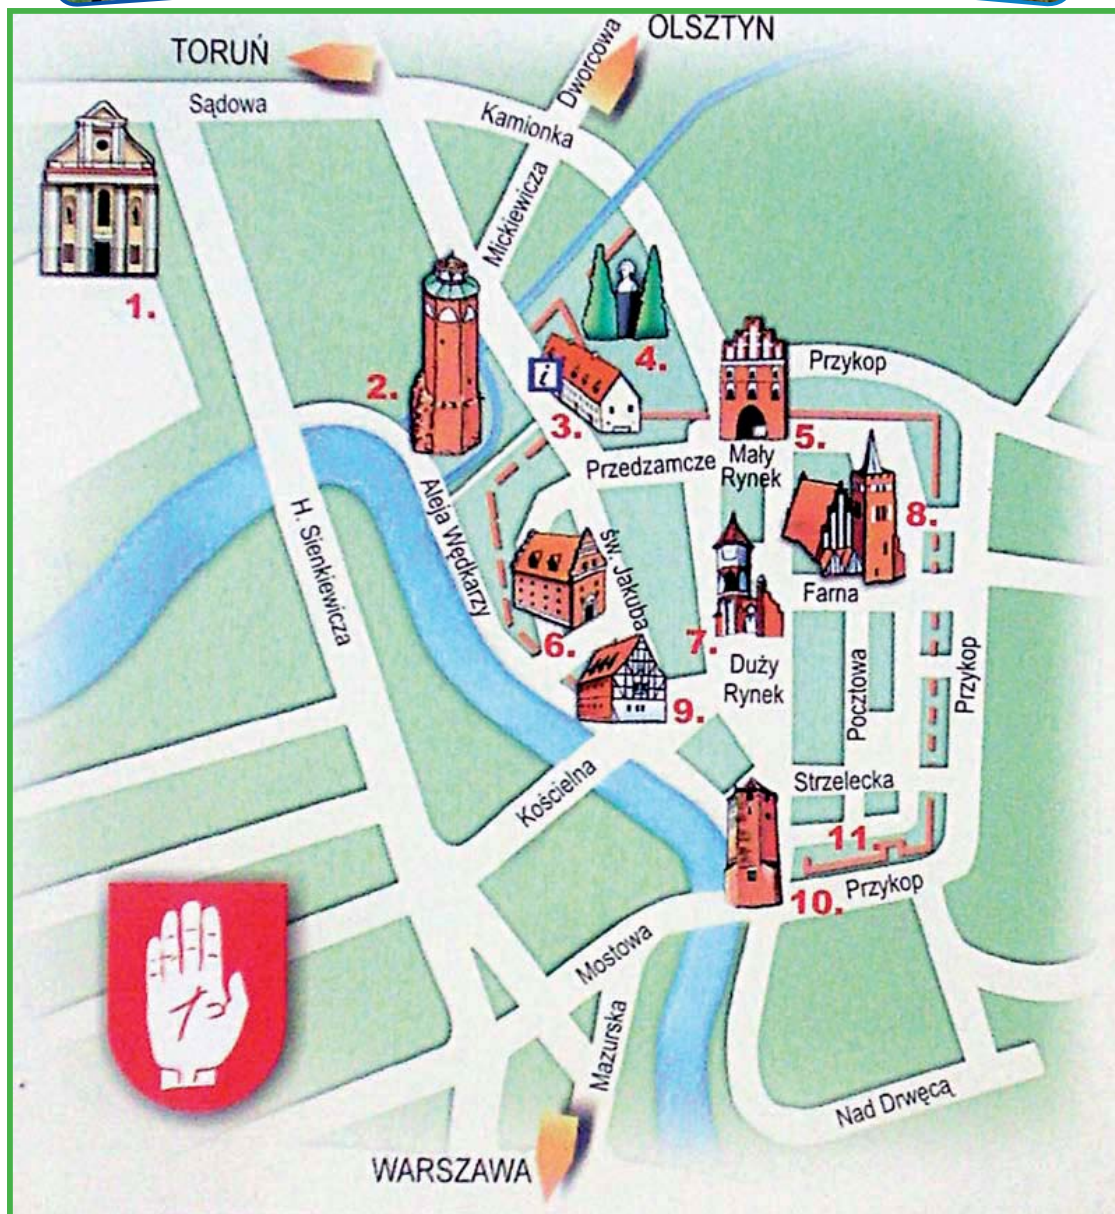 OLSZTYN
TORUŃ
Dworcowa
Sądowa
Kamionka
Mickiewicza
1.
2.
i
3.
4.
Przykop
5.
Przedzamcze
Mały
Rynek
8.
Aleja Wędkarzy
H. Sienkiewicza
św. Jakuba
Farna
6.
7.
Duży
Rynek
Pocztowa
Przykop
9.
Kościelna
Strzelecka
11.
Przykop
10.
Mostowa
Mazurska
Nad Drwęcą
WARSZAWA